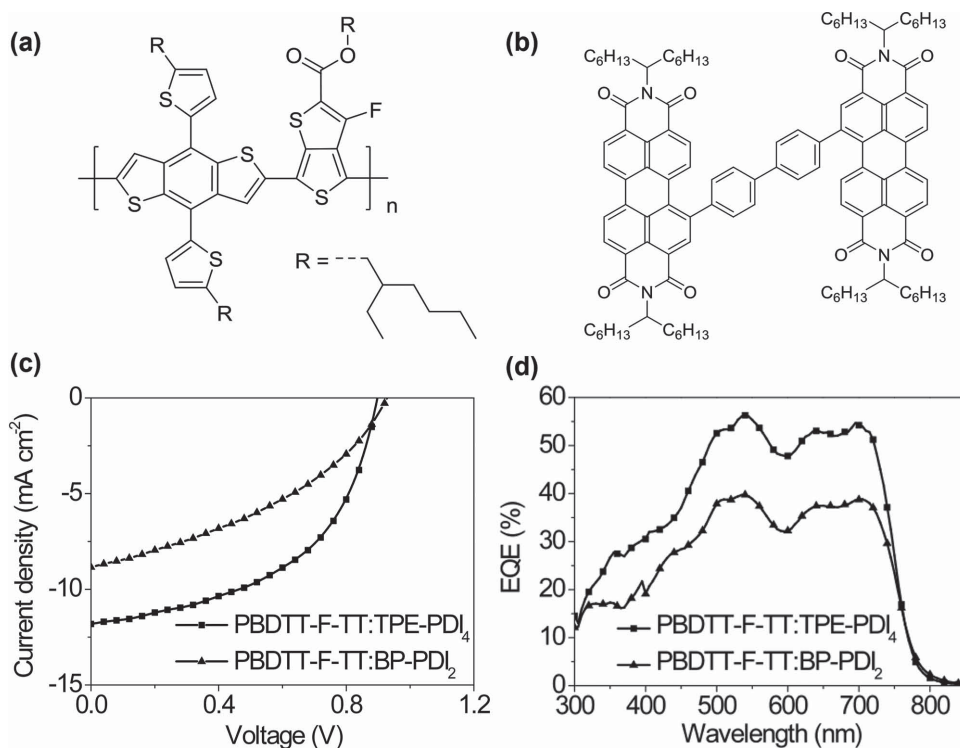 (a)
R
O
O
R
S
S
F
S
S
S
n
S
R
R =
(b)
C6H13 C6H13
C6H13 C6H13
O N O
O N O
O N O
C6H13 C6H13
O N O
C6H13 C6H13
(c)
0
-5
-10
-15
0.0 0.4 0.8 1.2
Current density (mA cm-2)
Voltage (V)
PBDTT-F-TT:TPE-PDI4
PBDTT-F-TT:BP-PDI2
(d)
60
50
40
30
20
10
0
300 400 500 600 700 800
EQE (%)
Wavelength (nm)
PBDTT-F-TT:TPE-PDI4
PBDTT-F-TT:BP-PDI2